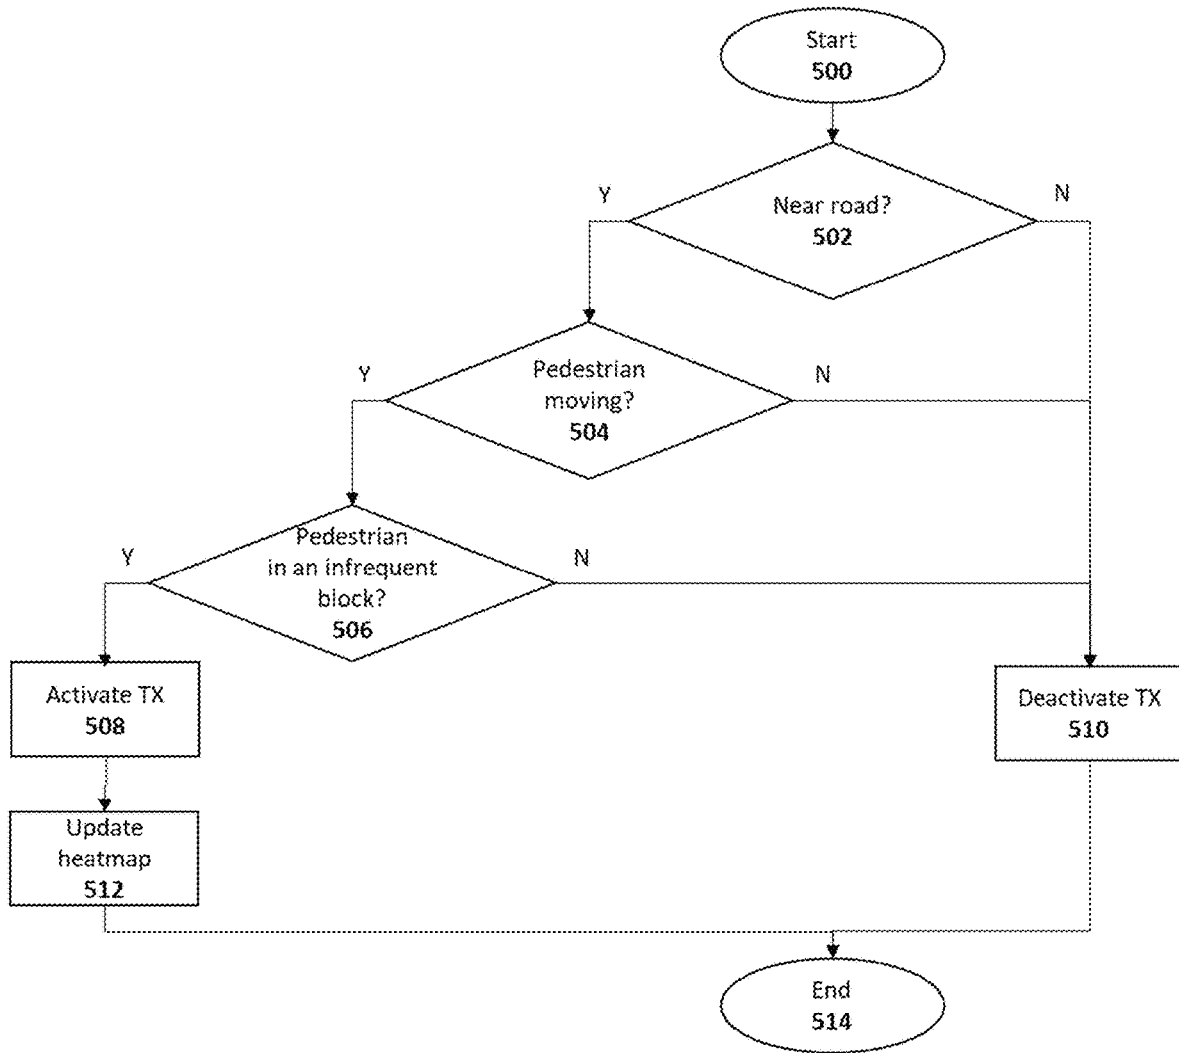 Start
500
Near road?
502
Y
N
Pedestrian
moving?
504
Y
N
Pedestrian
in an infrequent
block?
506
Y
N
Activate TX
508
Deactivate TX
510
Update
heatmap
512
End
514